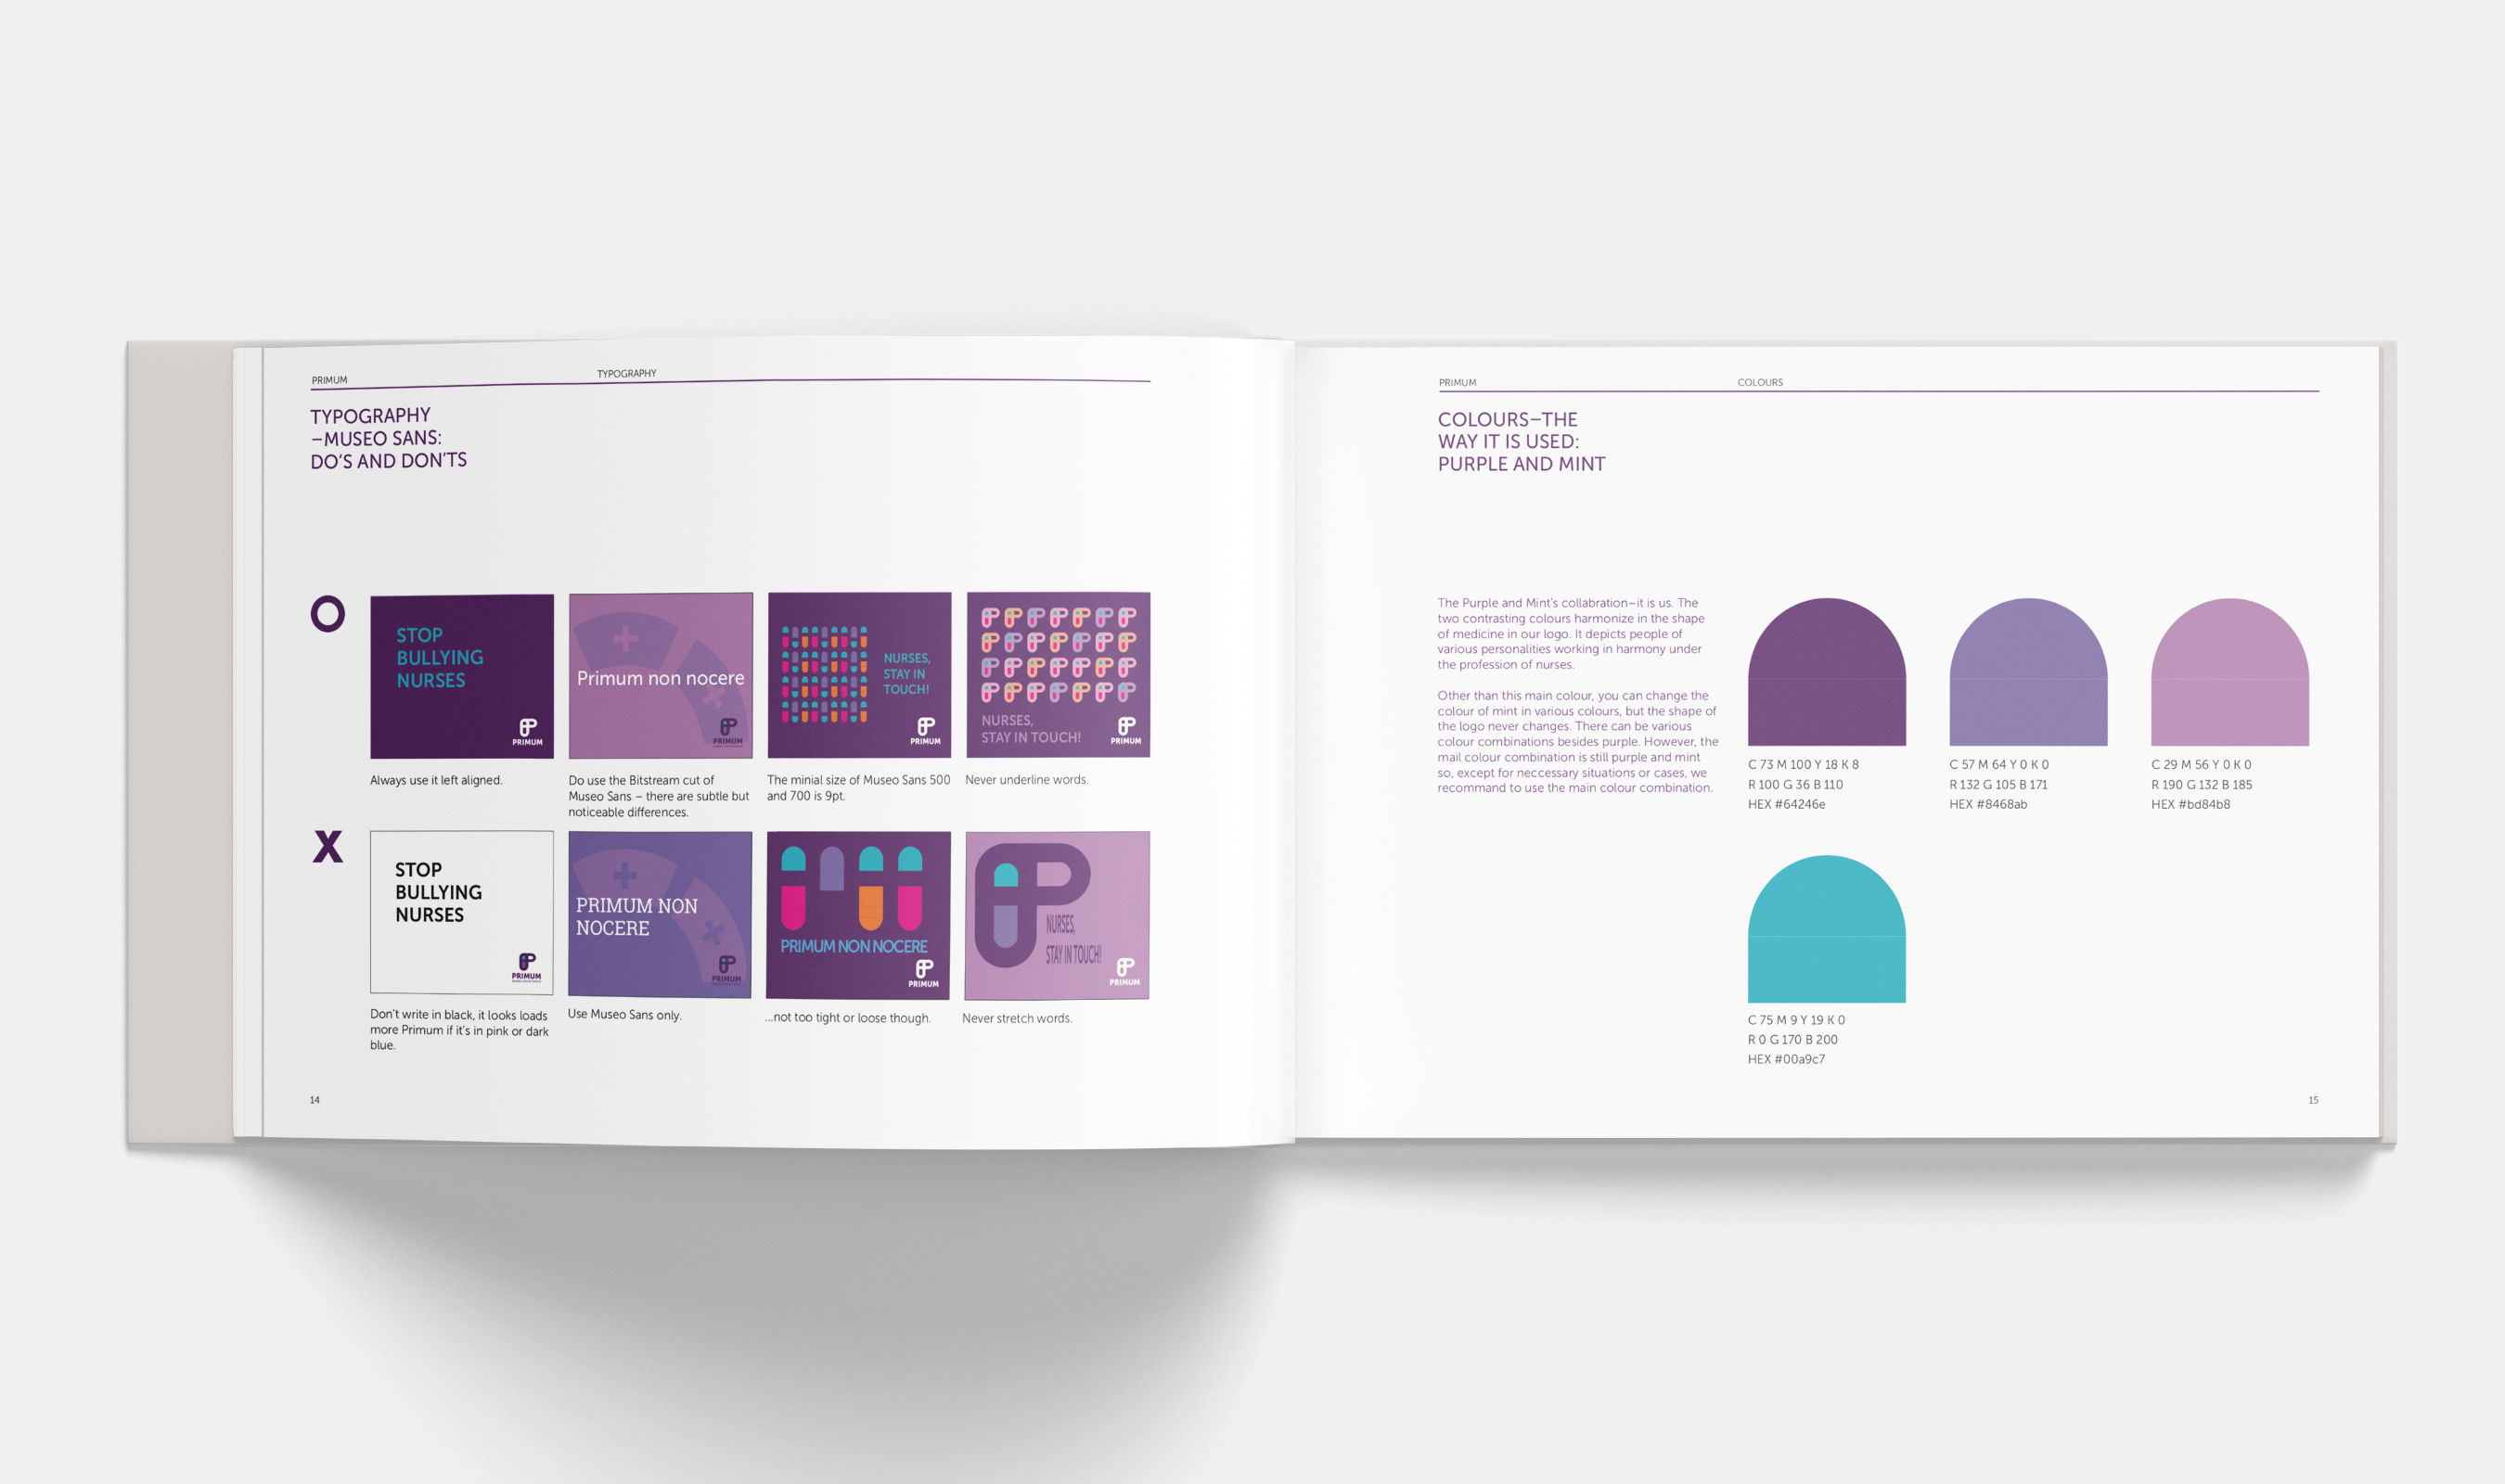 PRIMUM
TYPOGRAPHY
TYPOGRAPHY
–MUSEO SANS:
DO'S AND DON'TS
O
STOP
BULLYING
NURSES
PRIMUM
Always use it left aligned.
Primum non nocere
PRIMUM
Do use the Bitstream cut of
Museo Sans – there are subtle but
noticeable differences.
NURSES,
STAY IN
TOUCH!
PRIMUM
The minial size of Museo Sans 500
and 700 is 9pt.
NURSES,
STAY IN TOUCH!
PRIMUM
Never underline words.
X
STOP
BULLYING
NURSES
PRIMUM
Don't write in black, it looks loads
more Primum if it's in pink or dark
blue.
PRIMUM NON
NOCERE
PRIMUM
Use Museo Sans only.
PRIMUM NON NOCERE
PRIMUM
...not too tight or loose though.
NURSES,
STAY IN TOUCH!
PRIMUM
Never stretch words.
14
PRIMUM
COLOURS
COLOURS–THE
WAY IT IS USED:
PURPLE AND MINT
The Purple and Mint's collabration–it is us. The
two contrasting colours harmonize in the shape
of medicine in our logo. It depicts people of
various personalities working in harmony under
the profession of nurses.
Other than this main colour, you can change the
colour of mint in various colours, but the shape of
the logo never changes. There can be various
colour combinations besides purple. However, the
mail colour combination is still purple and mint
so, except for neccessary situations or cases, we
recommand to use the main colour combination.
C 73 M 100 Y 18 K 8
R 100 G 36 B 110
HEX #64246e
C 57 M 64 Y 0 K 0
R 132 G 105 B 171
HEX #8468ab
C 29 M 56 Y 0 K 0
R 190 G 132 B 185
HEX #bd84b8
C 75 M 9 Y 19 K 0
R 0 G 170 B 200
HEX #00a9c7
15